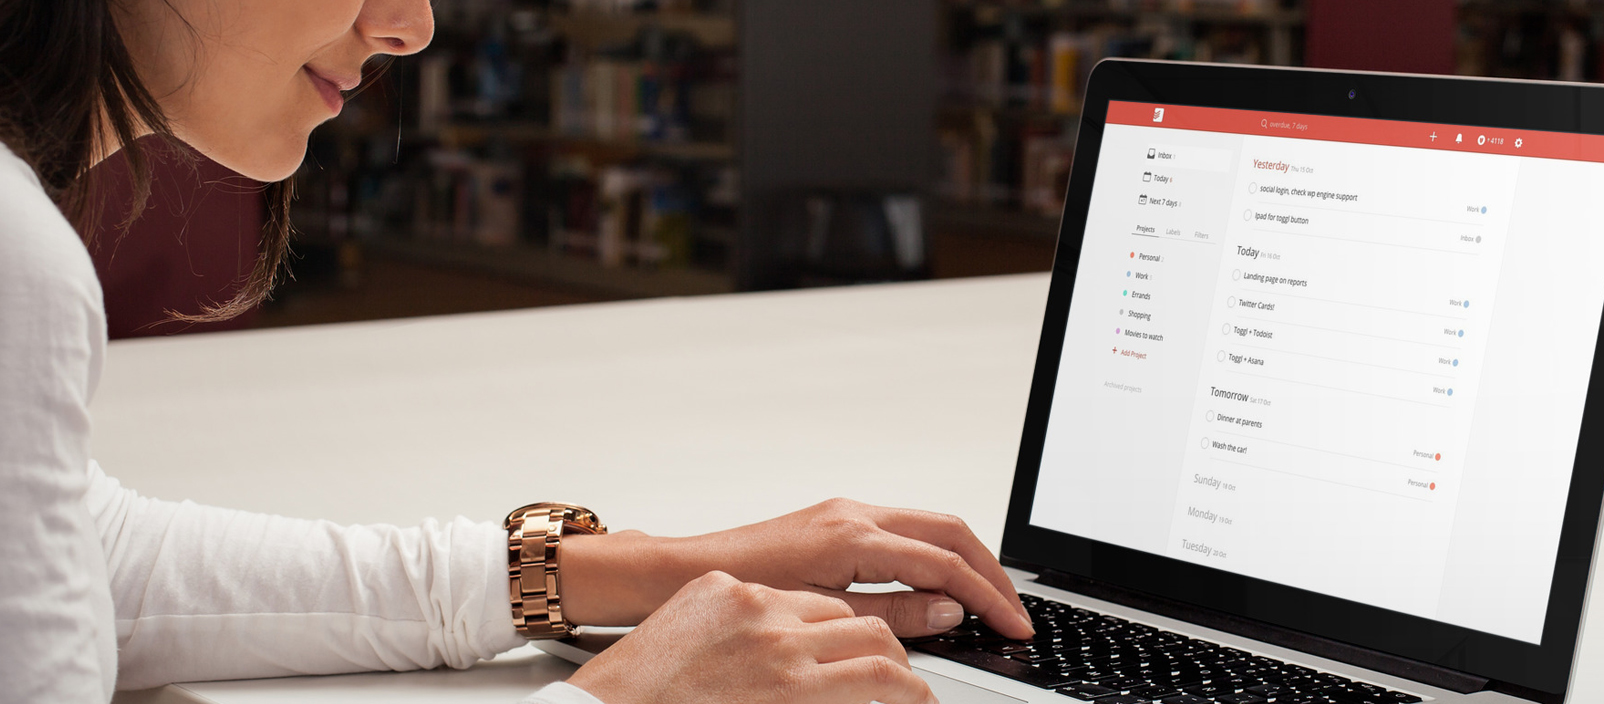 overdue, 7 days
+4118
Inbox
Today
Next 7 days
Projects Labels Filters
Personal
Work
Errands
Shopping
Movies to watch
+ Add Project
Archived projects
Yesterday Thu 15 Oct
social login, check wp engine support
Work
Ipad for toggl button
Inbox
Today Fri 16 Oct
Landing page on reports
Work
Twitter Cards!
Work
Toggl + Todoist
Work
Toggl + Asana
Work
Tomorrow Sat 17 Oct
Dinner at parents
Personal
Wash the car!
Personal
Sunday 18 Oct
Monday 19 Oct
Tuesday 20 Oct